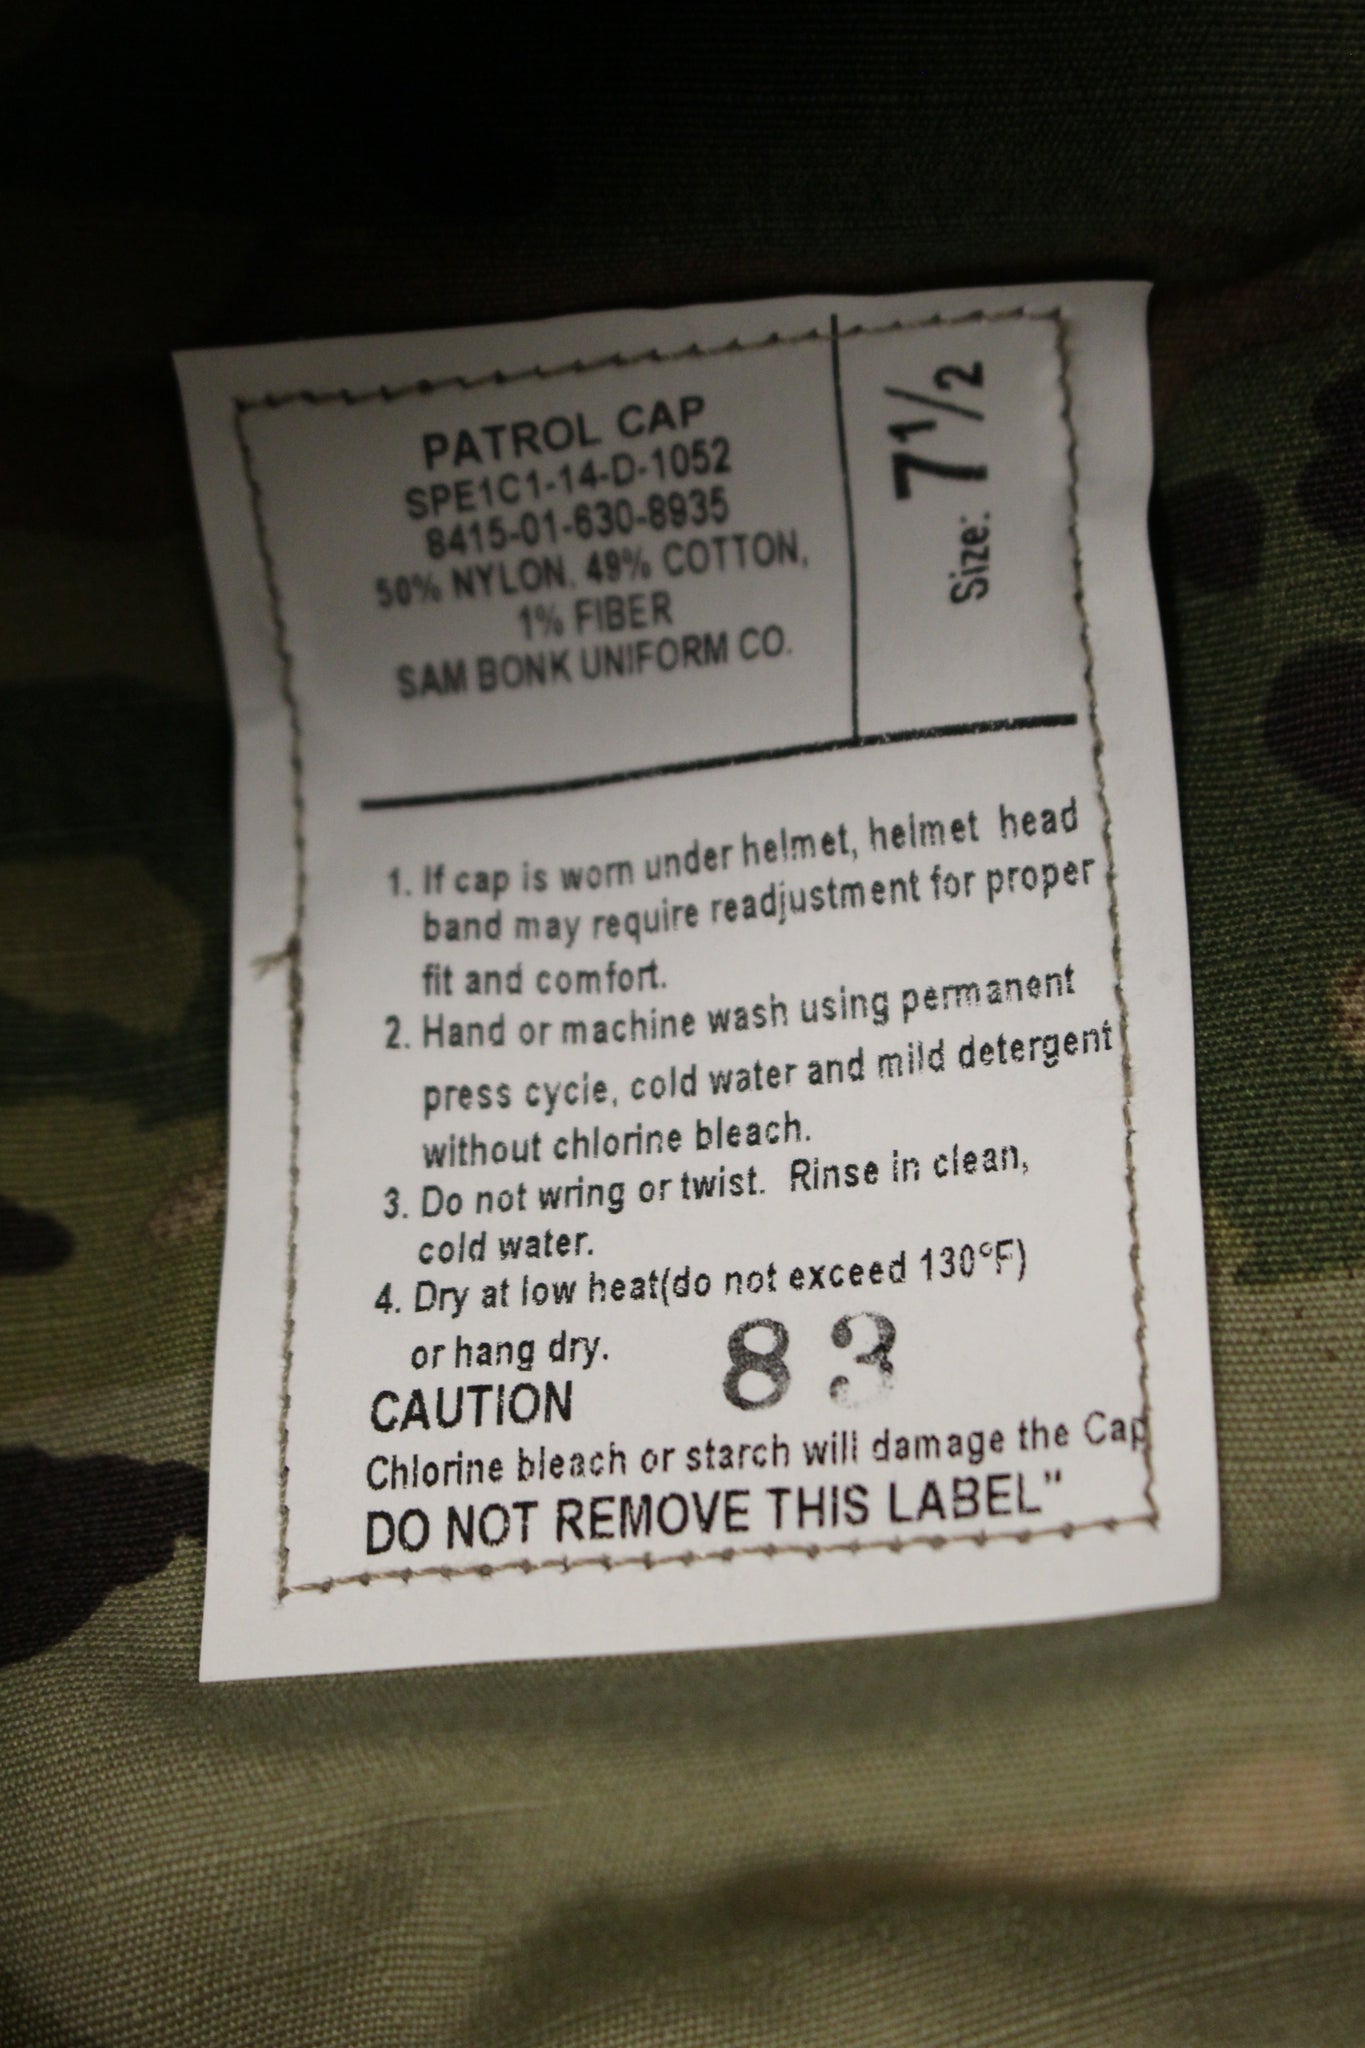 PATROL CAP
SPE1C1-14-D-1052
8415-01-630-8935
50% NYLON. 49% COTTON,
1% FIBER
SAM BONK UNIFORM CO.
Size: 7 1/2
1. If cap is worn under helmet, helmet head
band may require readjustment for proper
fit and comfort.
2. Hand or machine wash using permanent
press cycle, cold water and mild detergent
without chlorine bleach.
3. Do not wring or twist. Rinse in clean,
cold water.
4. Dry at low heat(do not exceed 130°F)
or hang dry.
83
CAUTION
Chlorine bleach or starch will damage the Cap
DO NOT REMOVE THIS LABEL"